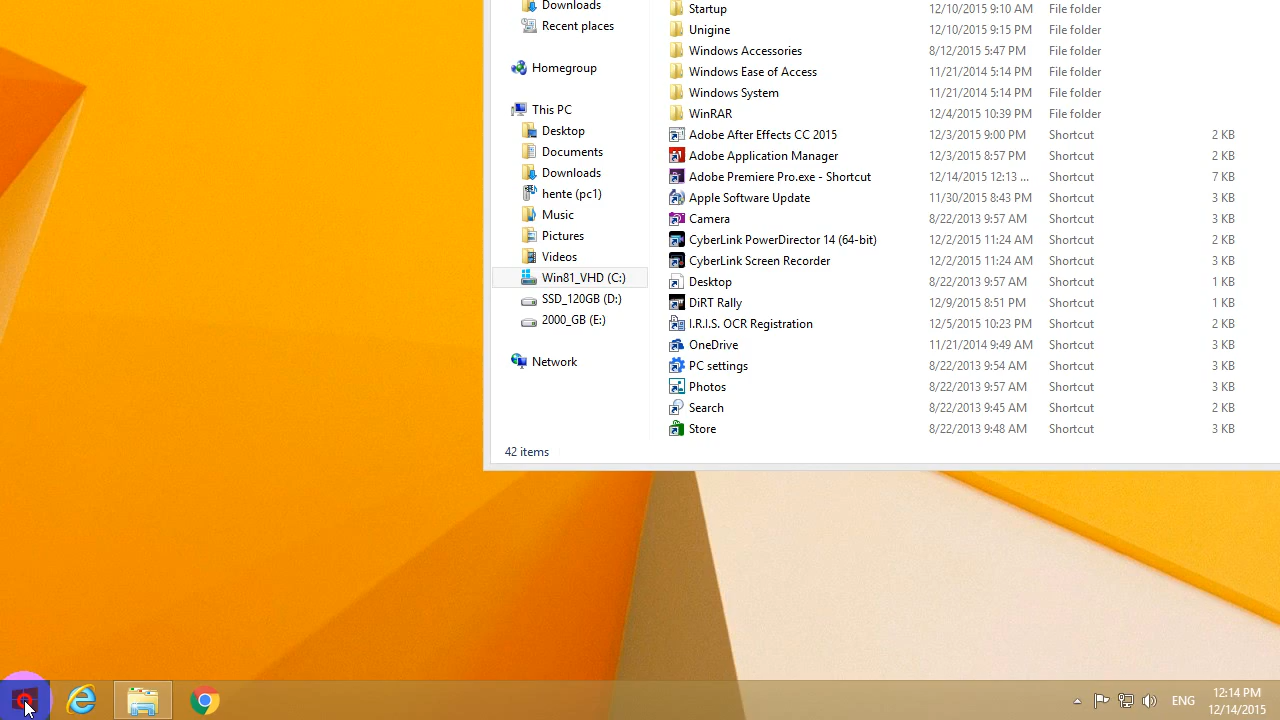 Downloads
Recent places
Homegroup
This PC
Desktop
Documents
Downloads
hente (pc1)
Music
Pictures
Videos
Win81_VHD (C:)
SSD_120GB (D:)
2000_GB (E:)
Network
Startup 12/10/2015 9:10 AM File folder
Unigine 12/10/2015 9:15 PM File folder
Windows Accessories 8/12/2015 5:47 PM File folder
Windows Ease of Access 11/21/2014 5:14 PM File folder
Windows System 11/21/2014 5:14 PM File folder
WinRAR 12/4/2015 10:39 PM File folder
Adobe After Effects CC 2015 12/3/2015 9:00 PM Shortcut 2 KB
Adobe Application Manager 12/3/2015 8:57 PM Shortcut 2 KB
Adobe Premiere Pro.exe - Shortcut 12/14/2015 12:13 ... Shortcut 7 KB
Apple Software Update 11/30/2015 8:43 PM Shortcut 3 KB
Camera 8/22/2013 9:57 AM Shortcut 3 KB
CyberLink PowerDirector 14 (64-bit) 12/2/2015 11:24 AM Shortcut 2 KB
CyberLink Screen Recorder 12/2/2015 11:24 AM Shortcut 3 KB
Desktop 8/22/2013 9:57 AM Shortcut 1 KB
DiRT Rally 12/9/2015 8:51 PM Shortcut 1 KB
I.R.I.S. OCR Registration 12/5/2015 10:23 PM Shortcut 2 KB
OneDrive 11/21/2014 9:49 AM Shortcut 3 KB
PC settings 8/22/2013 9:54 AM Shortcut 3 KB
Photos 8/22/2013 9:57 AM Shortcut 3 KB
Search 8/22/2013 9:45 AM Shortcut 2 KB
Store 8/22/2013 9:48 AM Shortcut 3 KB
42 items
ENG
12:14 PM
12/14/2015